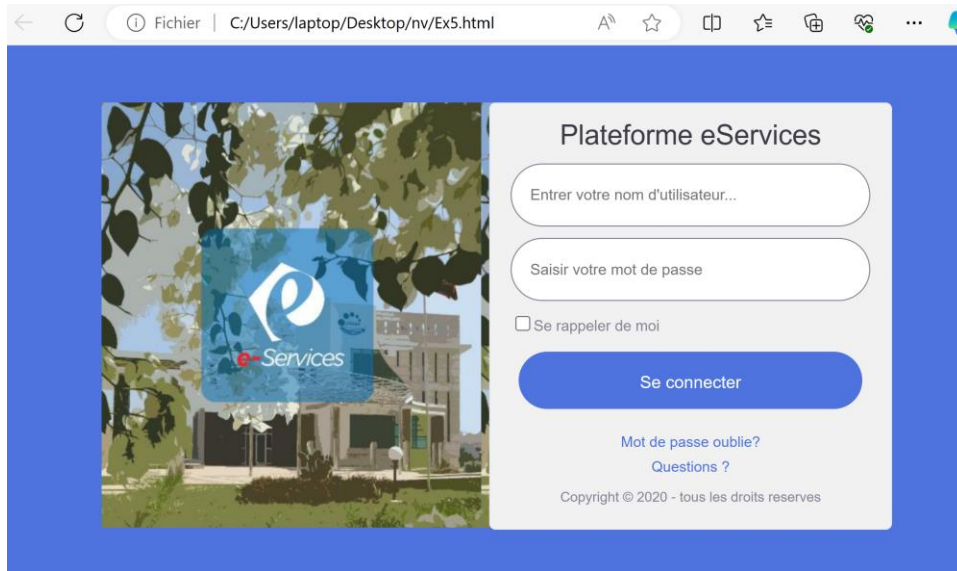 Fichier | C:/Users/laptop/Desktop/nv/Ex5.html
Plateforme eServices
Entrer votre nom d'utilisateur...
Saisir votre mot de passe
Se rappeler de moi
Se connecter
Mot de passe oublie?
Questions ?
Copyright © 2020 - tous les droits reserves
e-Services